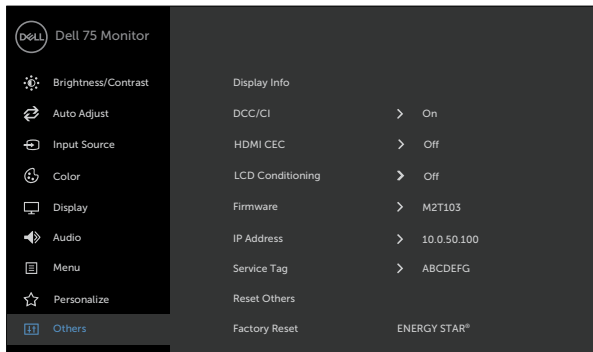 DELL Dell 75 Monitor
Brightness/Contrast Display Info
Auto Adjust DCC/CI > On
Input Source HDMI CEC > Off
Color LCD Conditioning > Off
Display Firmware > M2T103
Audio IP Address > 10.0.50.100
Menu Service Tag > ABCDEFG
Personalize Reset Others
Others Factory Reset ENERGY STAR®